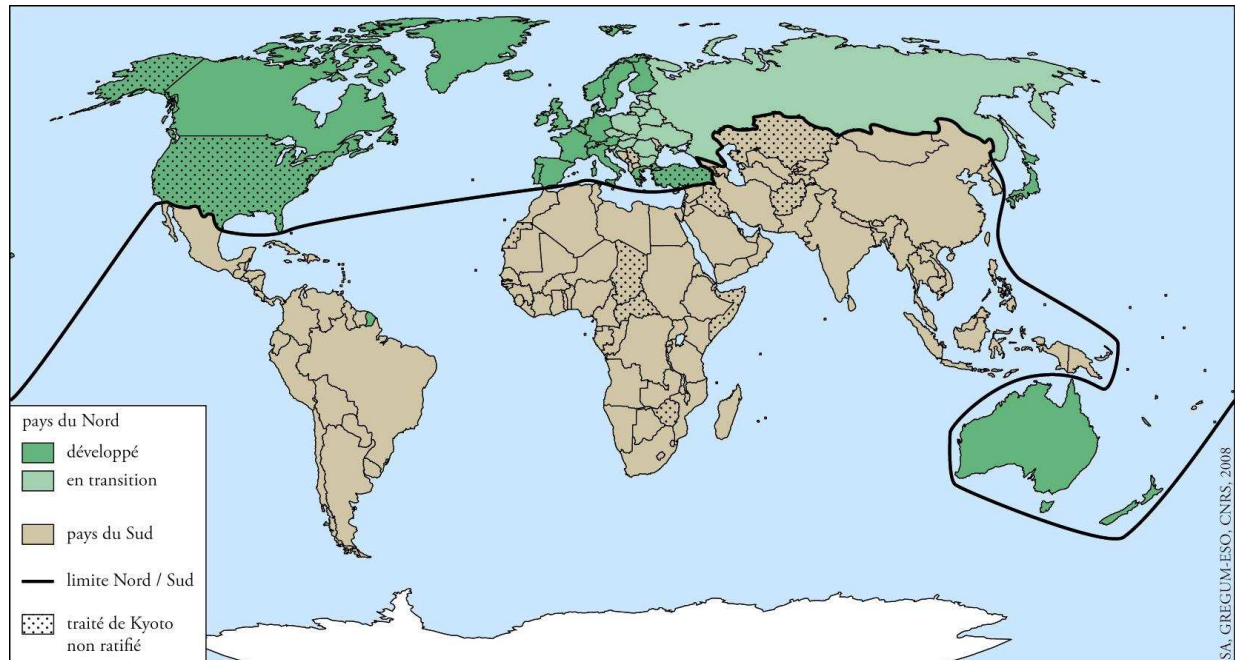 pays du Nord
développé
en transition
pays du Sud
limite Nord / Sud
traité de Kyoto
non ratifié
SA, GREGUM-ESO, CNRS, 2008